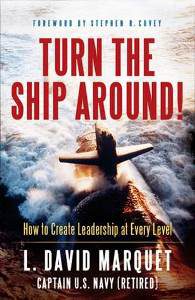 FOREWORD BY STEPHEN R. COVEY
TURN THE
SHIP AROUND!
How to Create Leadership at Every Level
L. DAVID MARQUET
CAPTAIN U.S. NAVY (RETIRED)